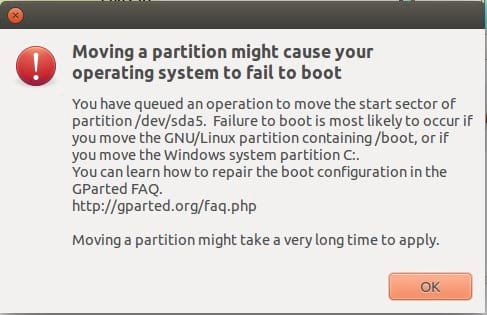 Moving a partition might cause your
operating system to fail to boot
You have queued an operation to move the start sector of
partition /dev/sda5.  Failure to boot is most likely to occur if
you move the GNU/Linux partition containing /boot, or if
you move the Windows system partition C:.
You can learn how to repair the boot configuration in the
GParted FAQ.
http://gparted.org/faq.php
Moving a partition might take a very long time to apply.
OK